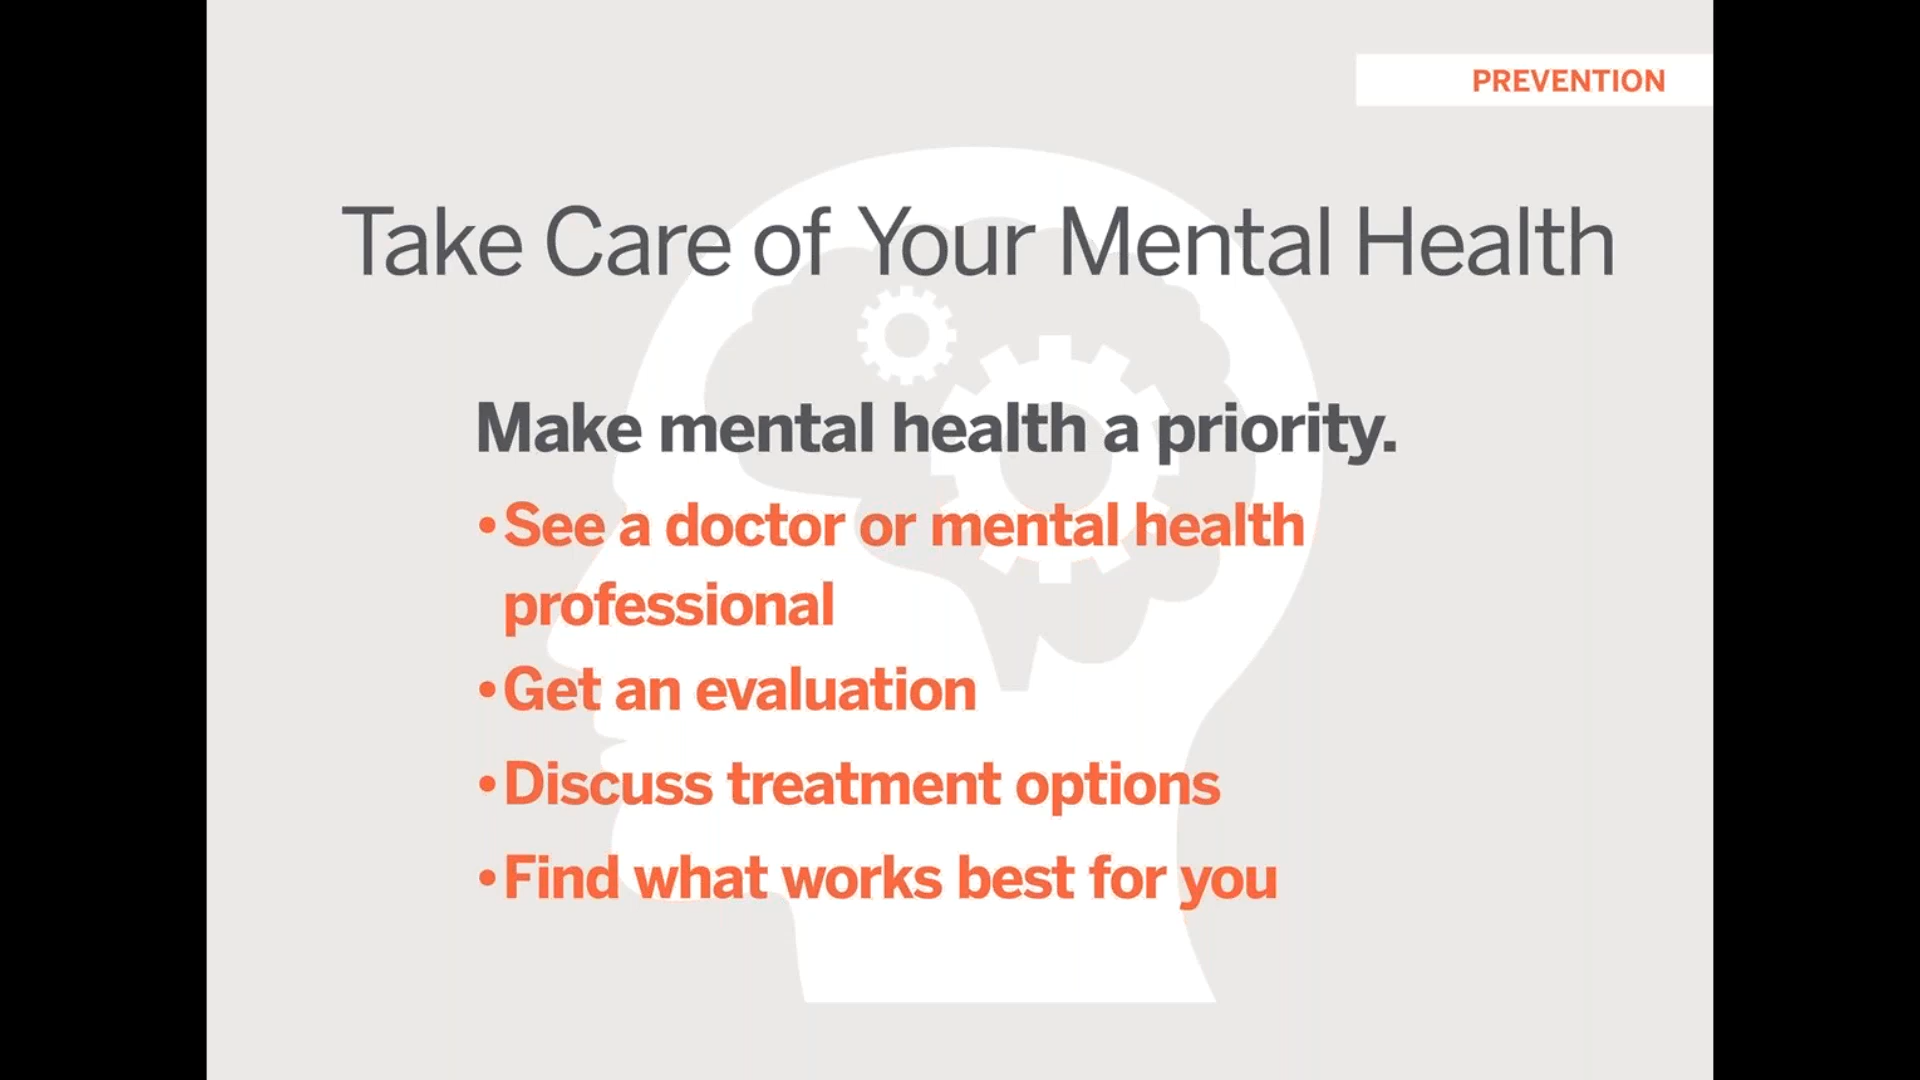 PREVENTION
Take Care of Your Mental Health
Make mental health a priority.
•See a doctor or mental health
professional
•Get an evaluation
•Discuss treatment options
•Find what works best for you